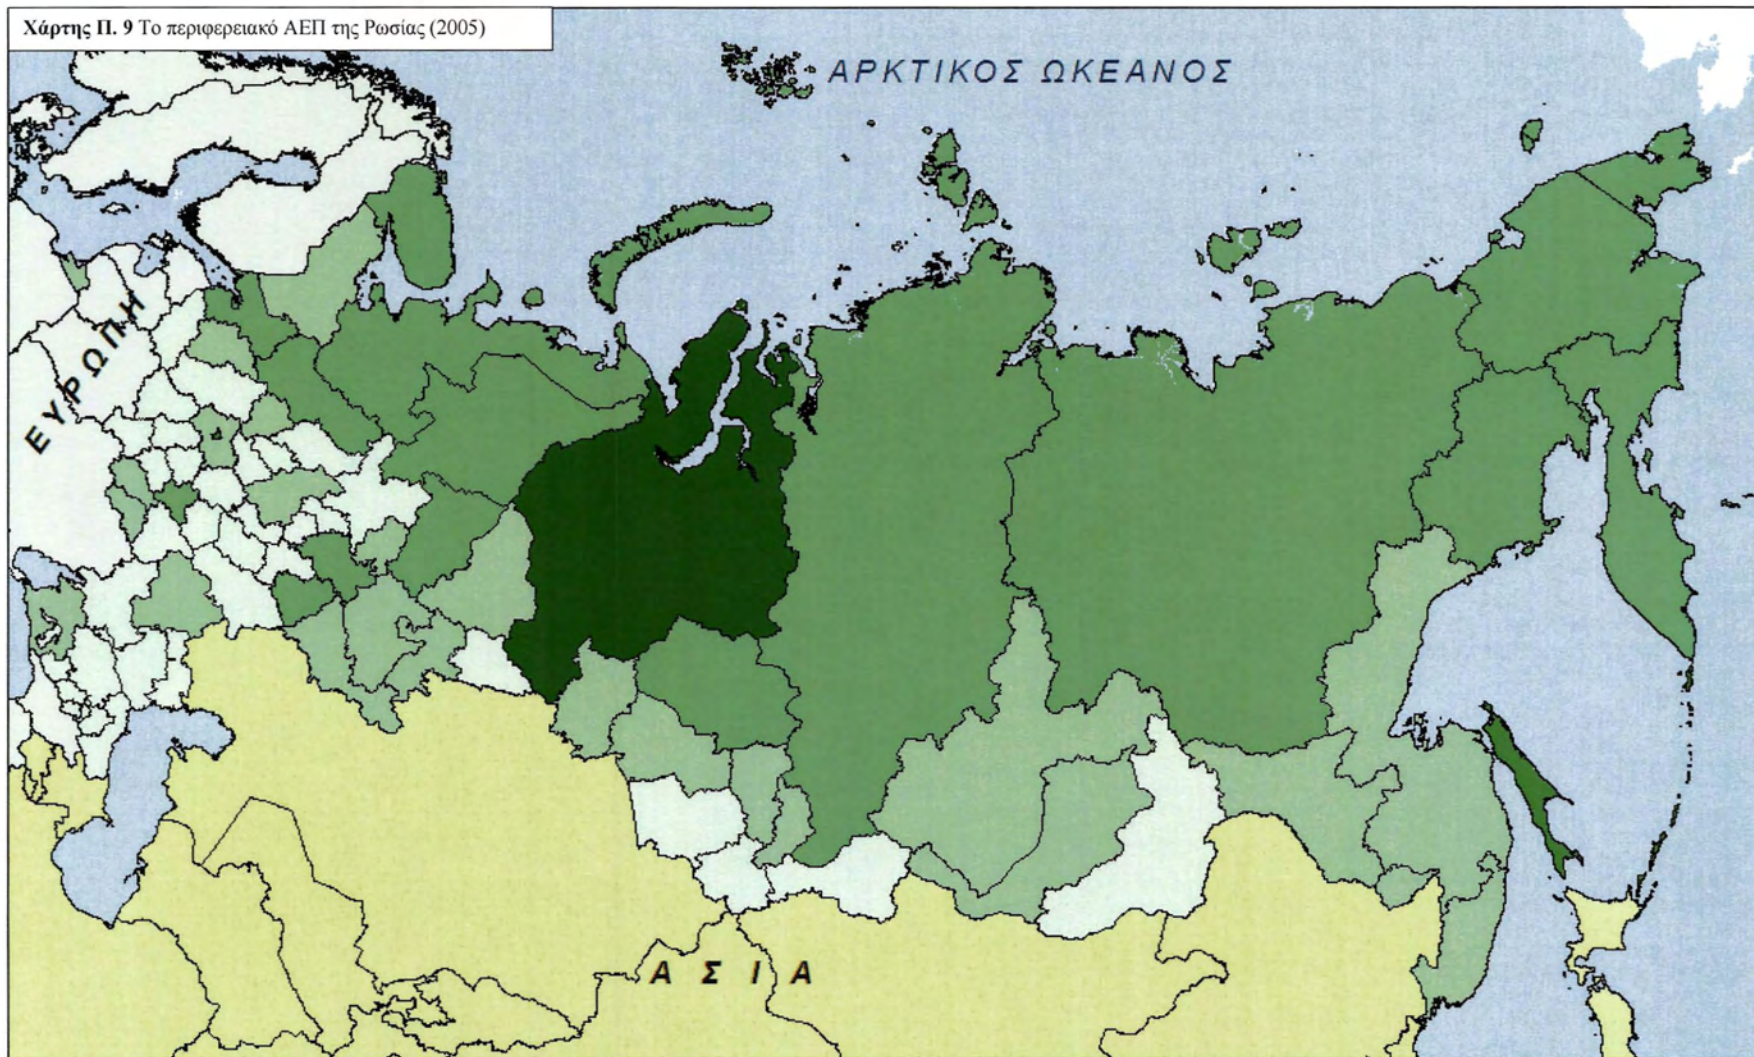 Χάρτης Π. 9 Το περιφερειακό ΑΕΠ της Ρωσίας (2005)
ΑΡΚΤΙΚΟΣ ΩΚΕΑΝΟΣ
ΕΥΡΩΠΗ
ΑΣΙΑ